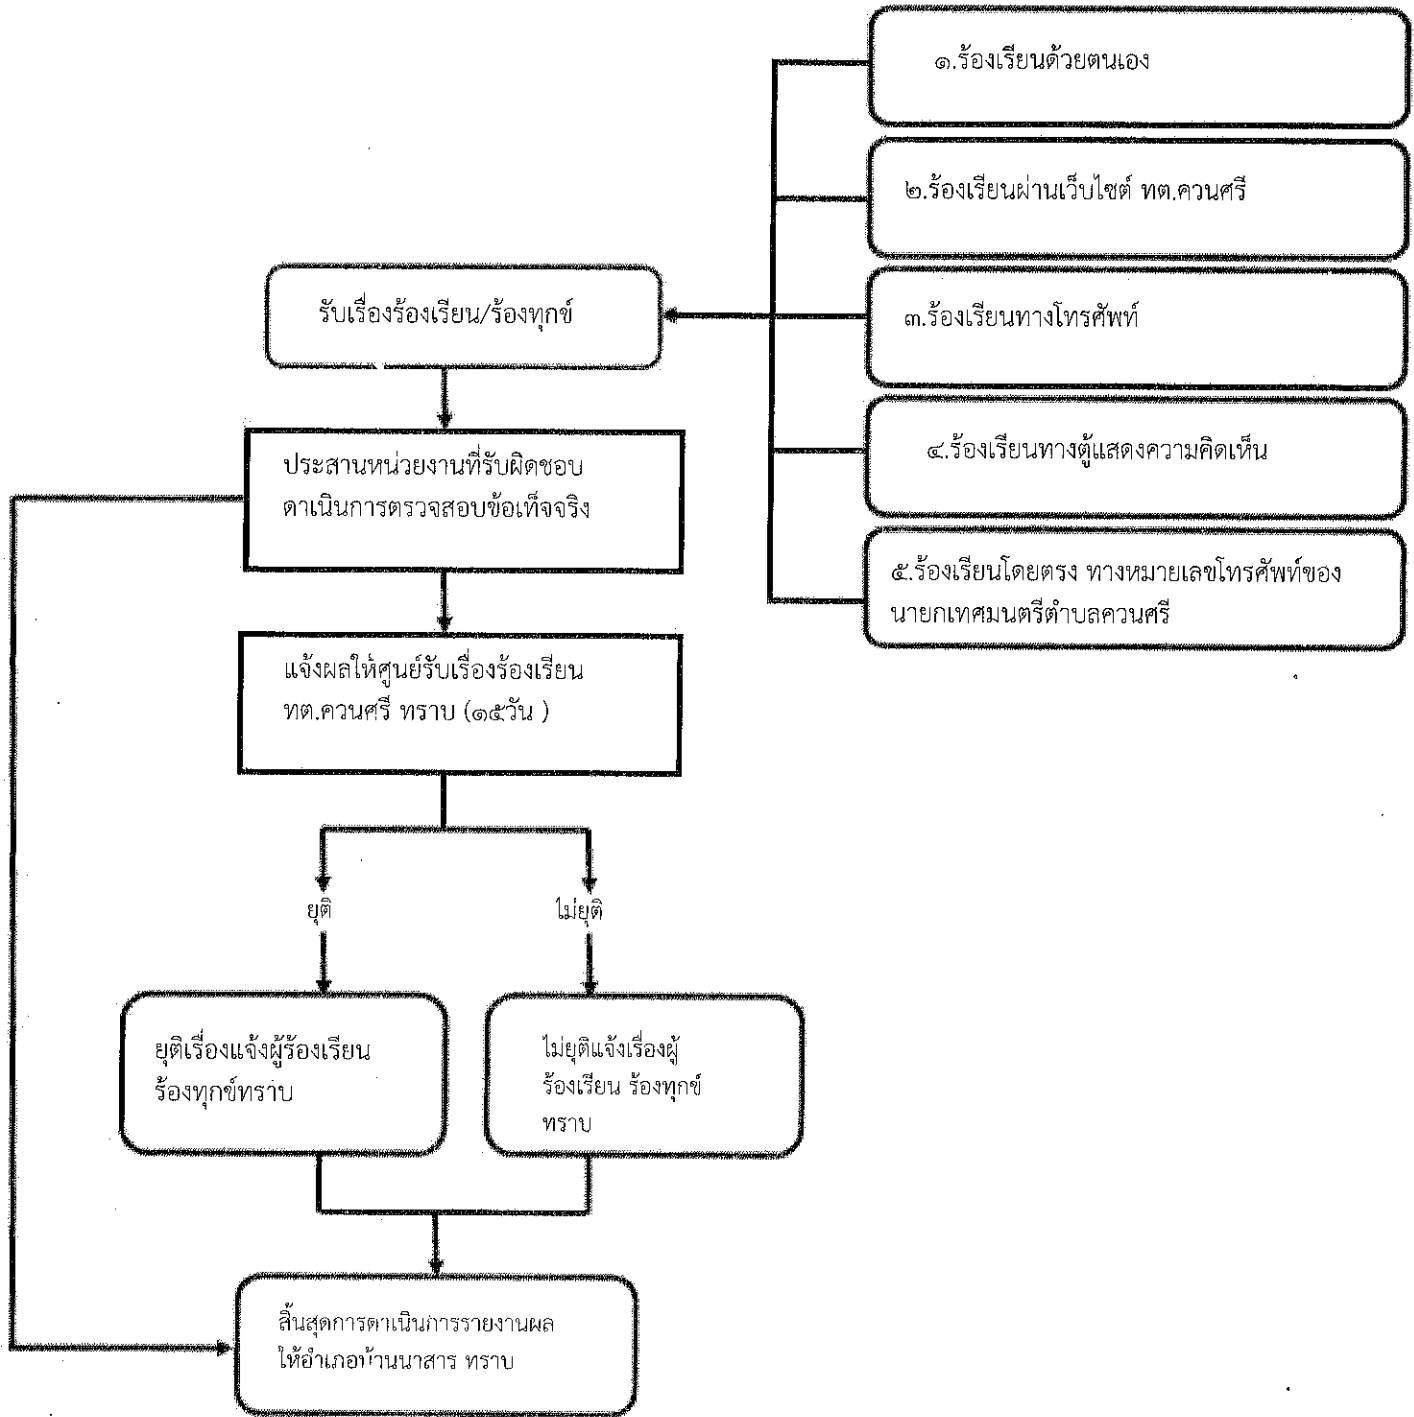 ๑.ร้องเรียนด้วยตนเอง
๒.ร้องเรียนผ่านเว็บไซต์ ทต.ควนศรี
รับเรื่องร้องเรียน/ร้องทุกข์
๓.ร้องเรียนทางโทรศัพท์
๔.ร้องเรียนทางตู้แสดงความคิดเห็น
ประสานหน่วยงานที่รับผิดชอบ
ดาเนินการตรวจสอบข้อเท็จจริง
๕.ร้องเรียนโดยตรง ทางหมายเลขโทรศัพท์ของ
นายกเทศมนตรีตำบลควนศรี
แจ้งผลให้ศูนย์รับเรื่องร้องเรียน
ทต.ควนศรี ทราบ (๑๕วัน )
ยุติ
ไม่ยุติ
ยุติเรื่องแจ้งผู้ร้องเรียน
ร้องทุกข์ทราบ
ไม่ยุติแจ้งเรื่องผู้
ร้องเรียน ร้องทุกข์
ทราบ
สิ้นสุดการดาเนินการรายงานผล
ให้อำเภอบ้านนาสาร ทราบ